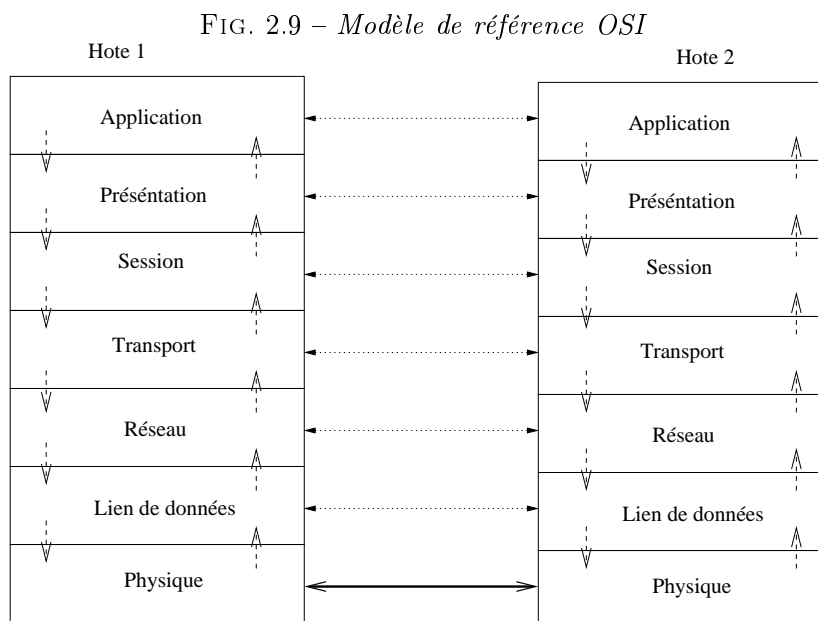 FIG. 2.9 – Modèle de référence OSI
Hote 1
Hote 2
Application
Application
Préséntation
Préséntation
Session
Session
Transport
Transport
Réseau
Réseau
Lien de données
Lien de données
Physique
Physique